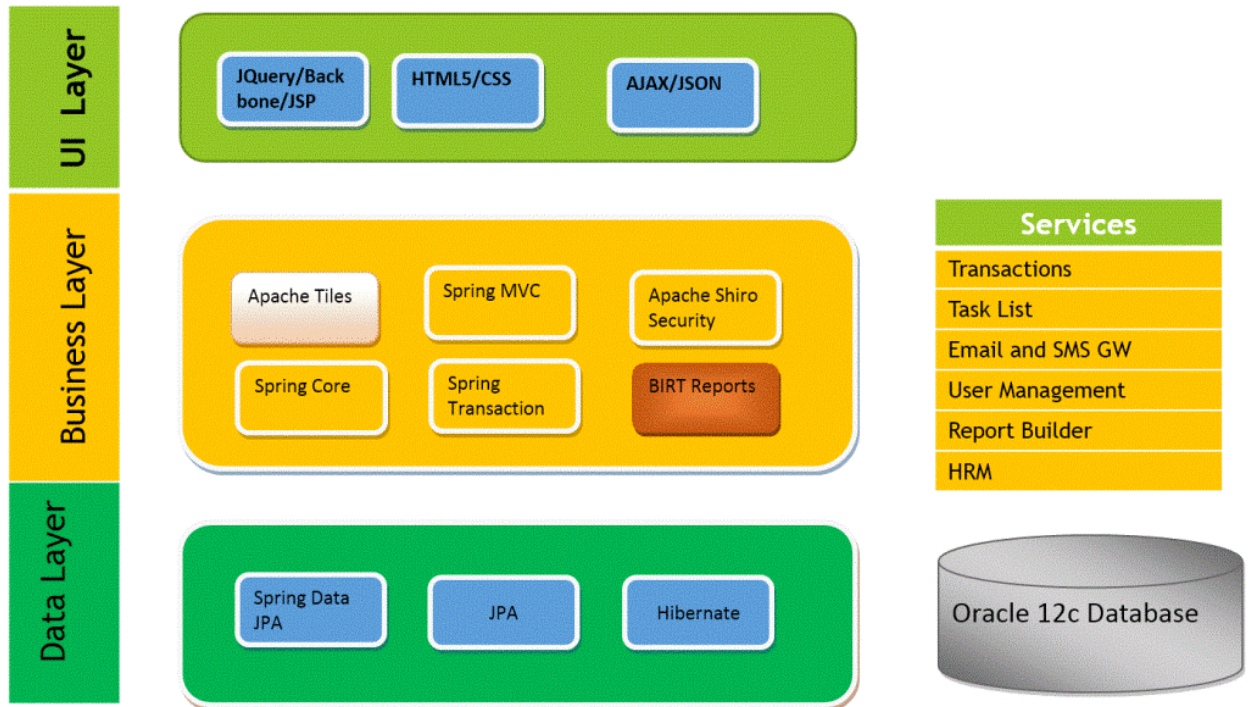 UI Layer
JQuery/Back
bone/JSP
HTML5/CSS
AJAX/JSON
Business Layer
Apache Tiles
Spring MVC
Apache Shiro
Security
Spring Core
Spring
Transaction
BIRT Reports
Services
Transactions
Task List
Email and SMS GW
User Management
Report Builder
HRM
Data Layer
Spring Data
JPA
JPA
Hibernate
Oracle 12c Database